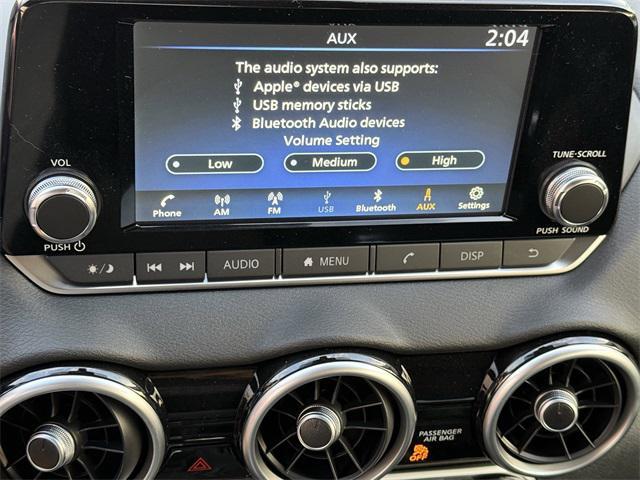 AUX 2:04
The audio system also supports:
Apple® devices via USB
USB memory sticks
Bluetooth Audio devices
Volume Setting
Low Medium High
VOL
TUNE·SCROLL
Phone AM FM USB Bluetooth AUX Settings
PUSH
PUSH SOUND
AUDIO MENU DISP
PASSENGER
AIR BAG
OFF